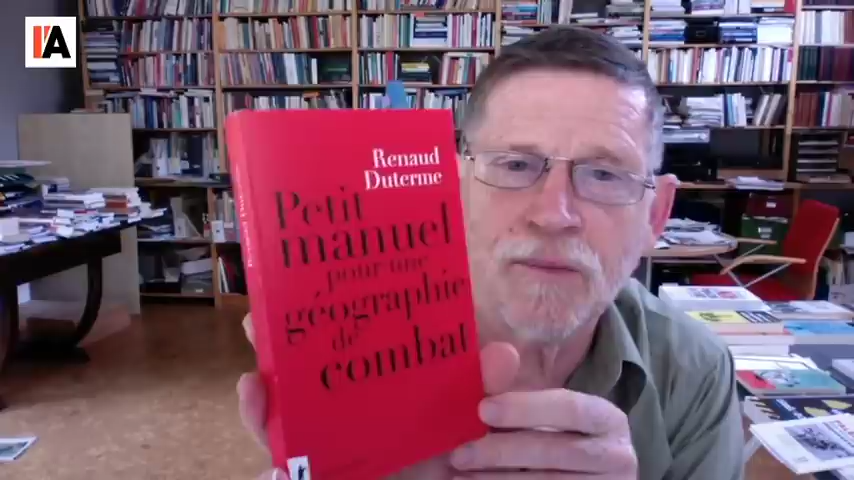 I'A
Renaud
Duterme
Petit
manuel
pour une
géographie
de
combat